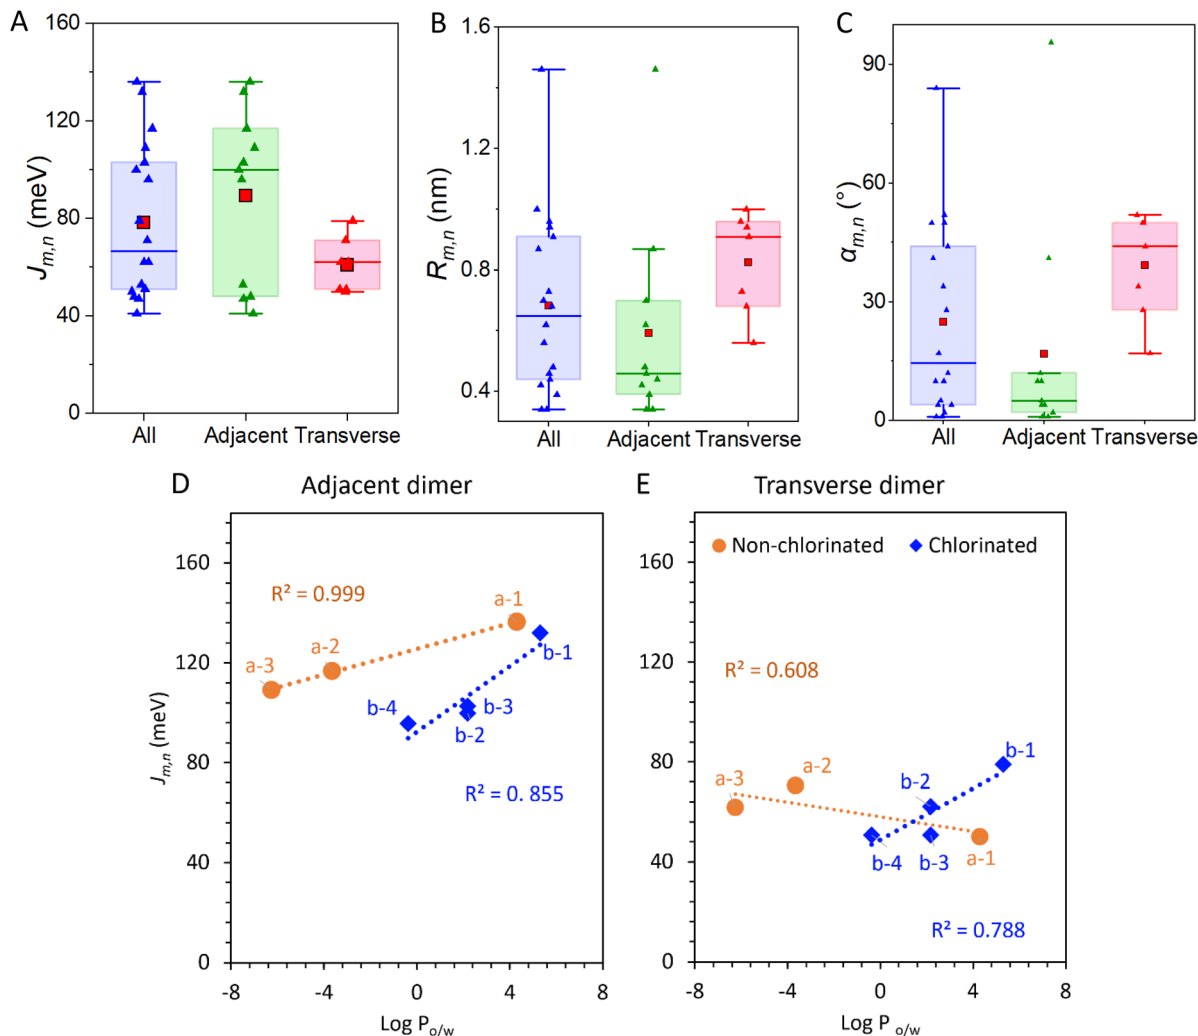 A
J_{m,n} (meV)
160
120
80
40
0
All
Adjacent
Transverse
B
R_{m,n} (nm)
1.6
1.2
0.8
0.4
All
Adjacent
Transverse
C
α_{m,n} (°)
90
60
30
0
All
Adjacent
Transverse
D
Adjacent dimer
J_{m,n} (meV)
160
120
80
40
0
R² = 0.999
a-1
a-2
a-3
b-1
b-4
b-3
b-2
R² = 0. 855
-8
-4
0
4
8
Log P_{o/w}
E
Transverse dimer
Non-chlorinated
Chlorinated
160
120
80
40
0
R² = 0.608
b-1
a-2
a-3
b-2
b-4
b-3
a-1
R² = 0.788
-8
-4
0
4
8
Log P_{o/w}